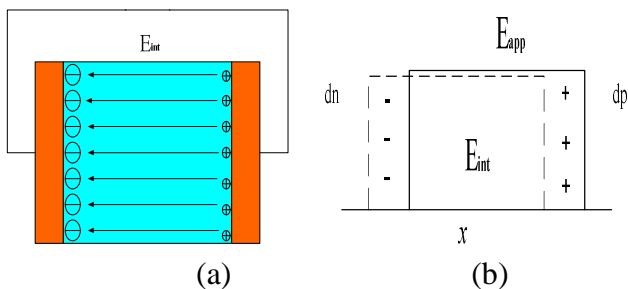 E_int
E_app
dn
dp
E_int
x
(a)
(b)